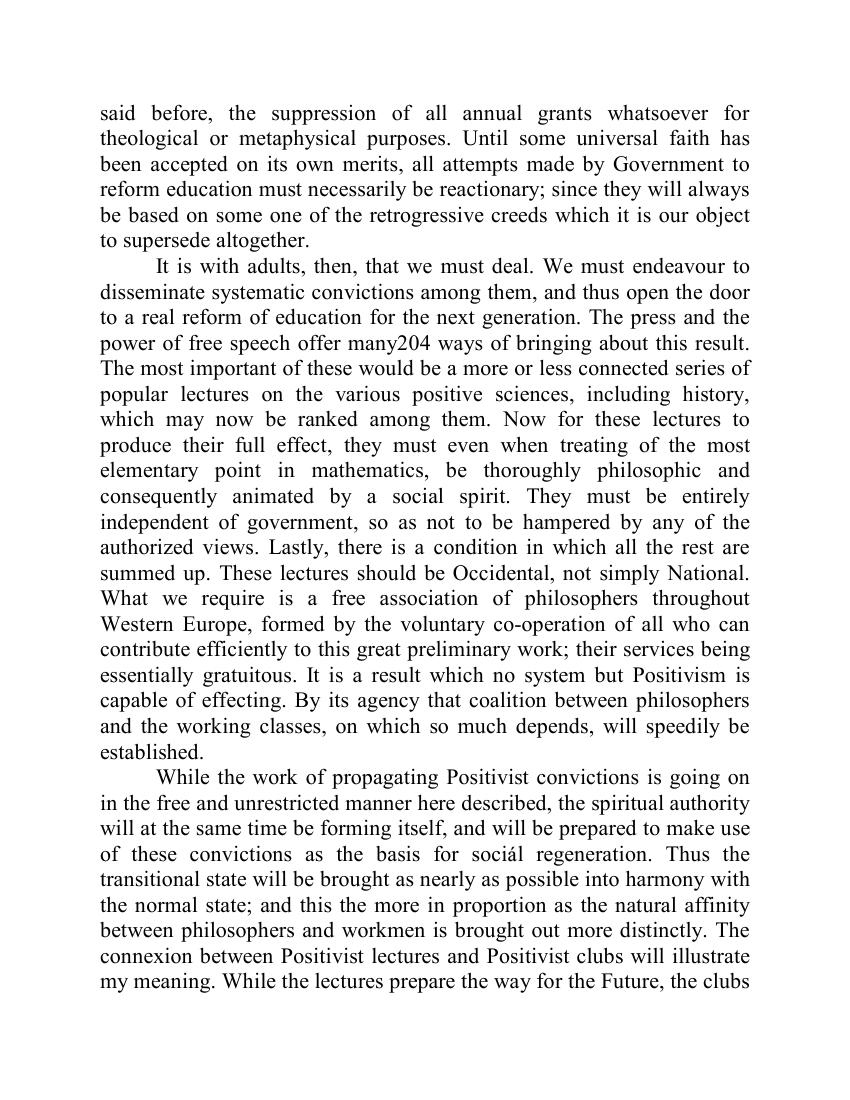 said before, the suppression of all annual grants whatsoever for
theological or metaphysical purposes. Until some universal faith has
been accepted on its own merits, all attempts made by Government to
reform education must necessarily be reactionary; since they will always
be based on some one of the retrogressive creeds which it is our object
to supersede altogether.
It is with adults, then, that we must deal. We must endeavour to
disseminate systematic convictions among them, and thus open the door
to a real reform of education for the next generation. The press and the
power of free speech offer many204 ways of bringing about this result.
The most important of these would be a more or less connected series of
popular lectures on the various positive sciences, including history,
which may now be ranked among them. Now for these lectures to
produce their full effect, they must even when treating of the most
elementary point in mathematics, be thoroughly philosophic and
consequently animated by a social spirit. They must be entirely
independent of government, so as not to be hampered by any of the
authorized views. Lastly, there is a condition in which all the rest are
summed up. These lectures should be Occidental, not simply National.
What we require is a free association of philosophers throughout
Western Europe, formed by the voluntary co-operation of all who can
contribute efficiently to this great preliminary work; their services being
essentially gratuitous. It is a result which no system but Positivism is
capable of effecting. By its agency that coalition between philosophers
and the working classes, on which so much depends, will speedily be
established.
While the work of propagating Positivist convictions is going on
in the free and unrestricted manner here described, the spiritual authority
will at the same time be forming itself, and will be prepared to make use
of these convictions as the basis for sociál regeneration. Thus the
transitional state will be brought as nearly as possible into harmony with
the normal state; and this the more in proportion as the natural affinity
between philosophers and workmen is brought out more distinctly. The
connexion between Positivist lectures and Positivist clubs will illustrate
my meaning. While the lectures prepare the way for the Future, the clubs